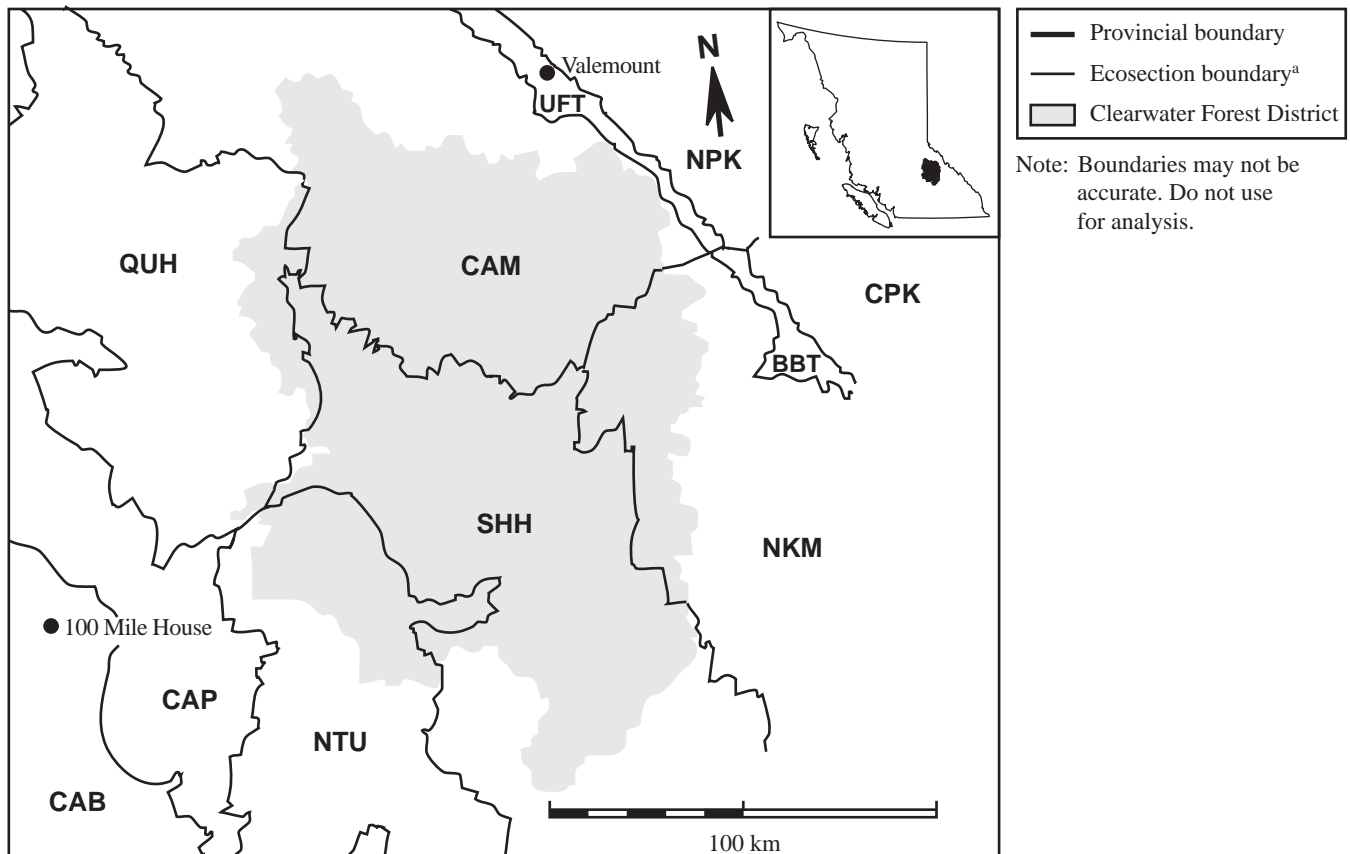 Valemount
UFT
N
NPK
QUH
CAM
CPK
BBT
SHH
NKM
100 Mile House
CAP
NTU
CAB
100 km
Provincial boundary
Ecosection boundaryᵃ
Clearwater Forest District
Note: Boundaries may not be
accurate. Do not use
for analysis.